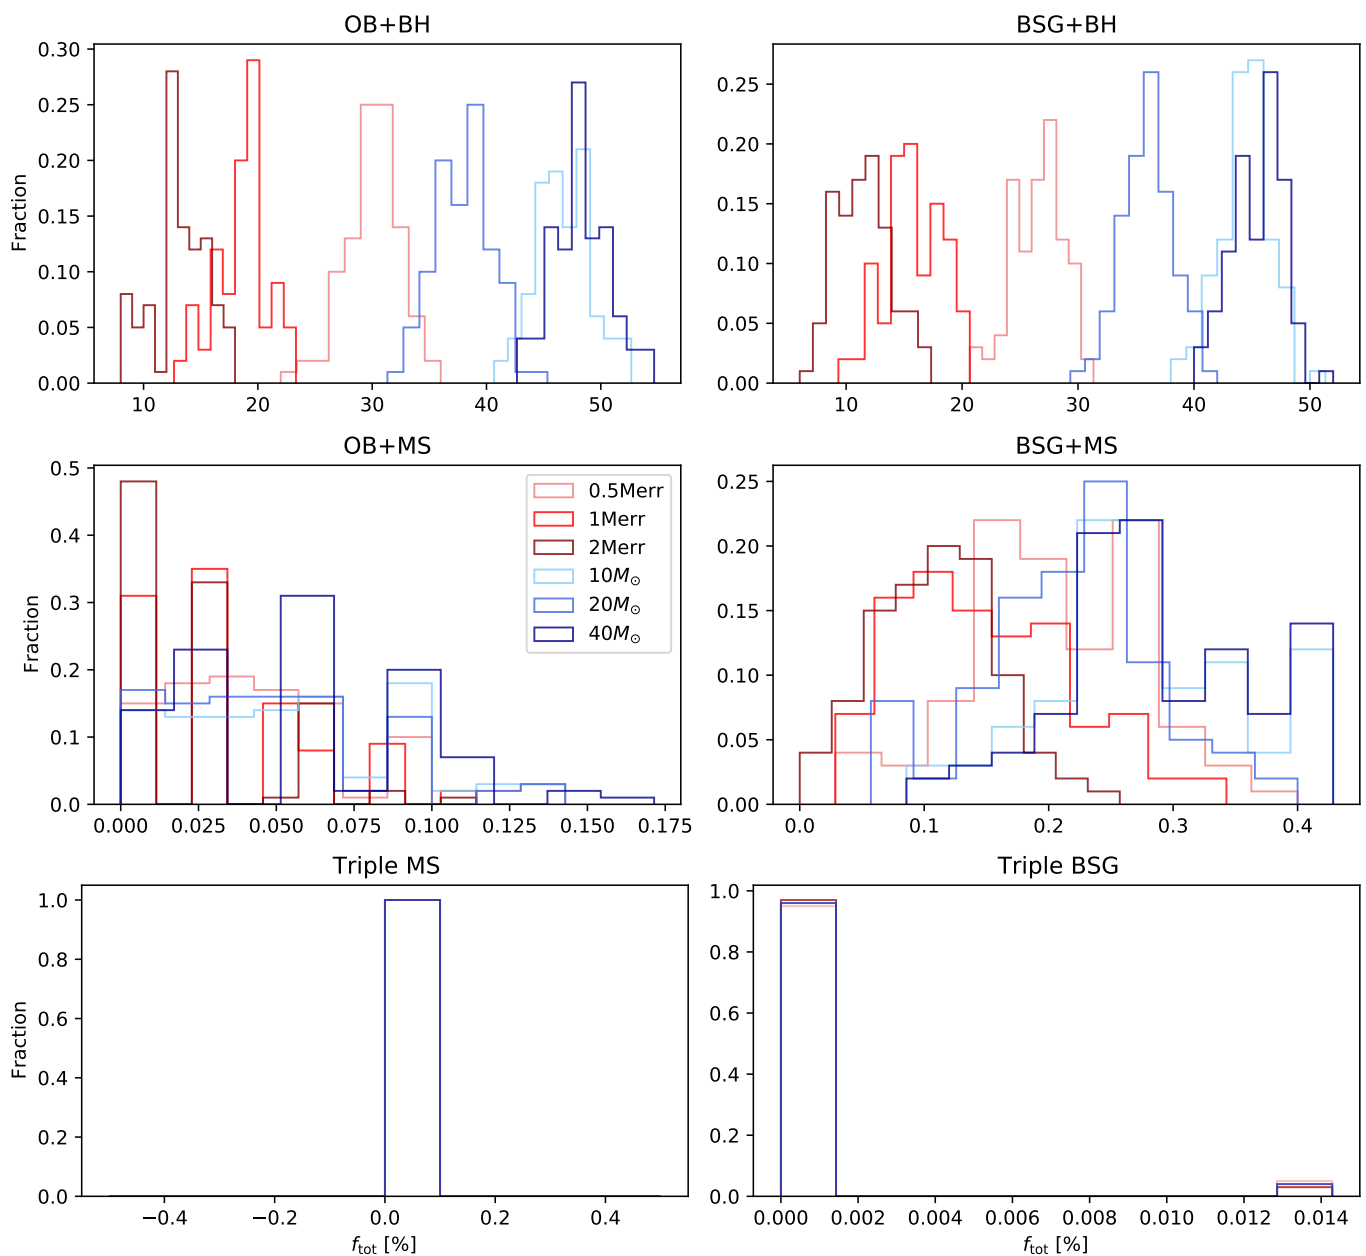 OB+BH
BSG+BH
Fraction
0.30
0.25
0.20
0.15
0.10
0.05
0.00
10 20 30 40 50
0.25
0.20
0.15
0.10
0.05
0.00
10 20 30 40 50
OB+MS
BSG+MS
Fraction
0.5
0.4
0.3
0.2
0.1
0.0
0.000 0.025 0.050 0.075 0.100 0.125 0.150 0.175
0.5Merr
1Merr
2Merr
10M☉
20M☉
40M☉
0.25
0.20
0.15
0.10
0.05
0.00
0.0 0.1 0.2 0.3 0.4
Triple MS
Triple BSG
Fraction
1.0
0.8
0.6
0.4
0.2
0.0
−0.4 −0.2 0.0 0.2 0.4
f_tot [%]
1.0
0.8
0.6
0.4
0.2
0.0
0.000 0.002 0.004 0.006 0.008 0.010 0.012 0.014
f_tot [%]